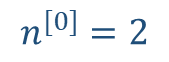 n^[0] = 2